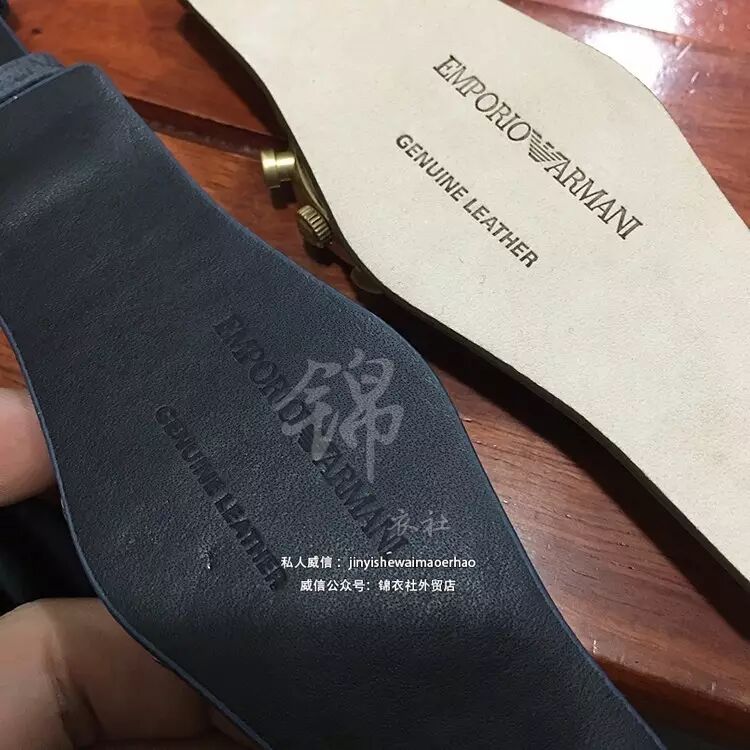 EMPORIO ARMANI
GENUINE LEATHER
EMPORIO ARMANI
GENUINE LEATHER
锦
衣社
私人威信：jinyishewaimaoerhao
威信公众号：锦衣社外贸店